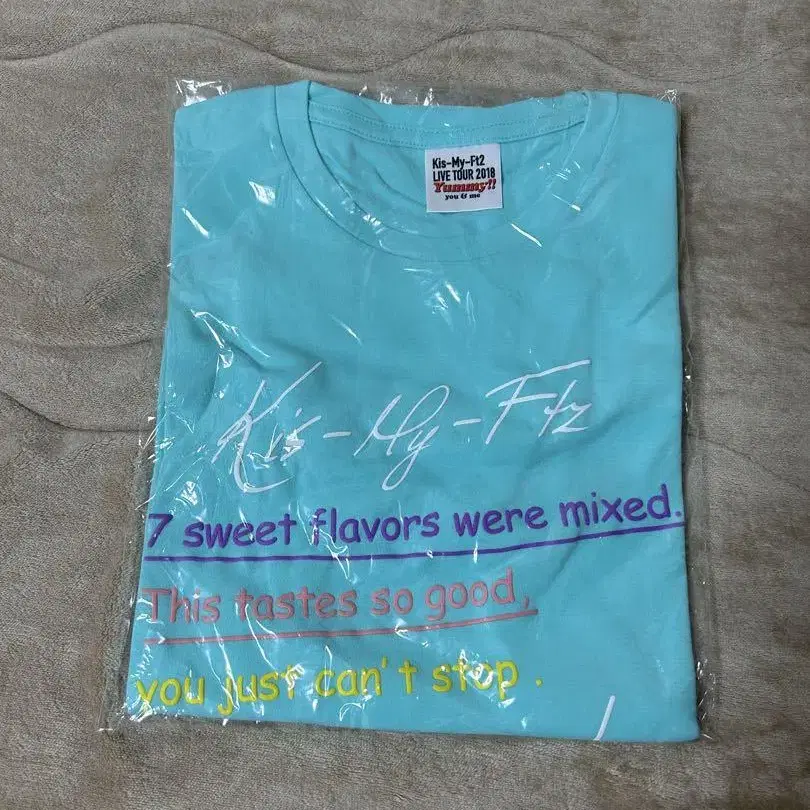 Kis-My-Ft2
LIVE TOUR 2018
Yummy!!
you & me
Kis-My-Ft2
7 sweet flavors were mixed.
This tastes so good,
you just can't stop.